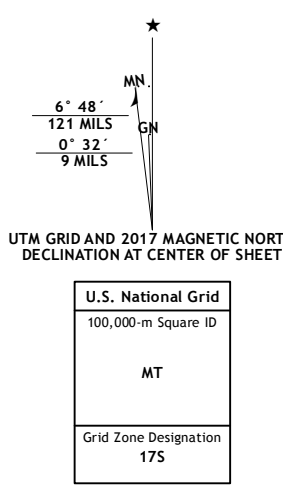 ★
MN
6° 48´
121 MILS
GN
0° 32´
9 MILS
UTM GRID AND 2017 MAGNETIC NORT
DECLINATION AT CENTER OF SHEET
U.S. National Grid
100,000-m Square ID
MT
Grid Zone Designation
17S